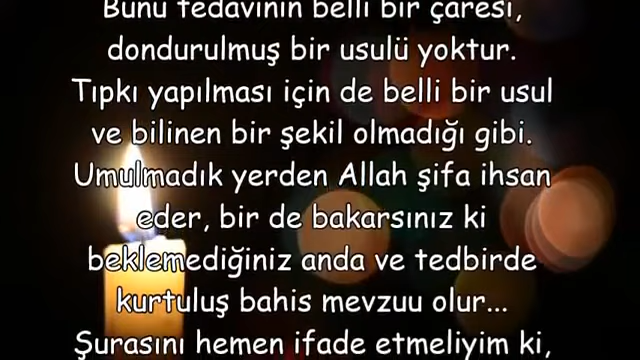 Bunu tedavinin belli bir çaresi,
dondurulmuş bir usulü yoktur.
Tıpkı yapılması için de belli bir usul
ve bilinen bir şekil olmadığı gibi.
Umulmadık yerden Allah şifa ihsan
eder, bir de bakarsınız ki
beklemediğiniz anda ve tedbirde
kurtuluş bahis mevzuu olur...
Şurasını hemen ifade etmeliyim ki,